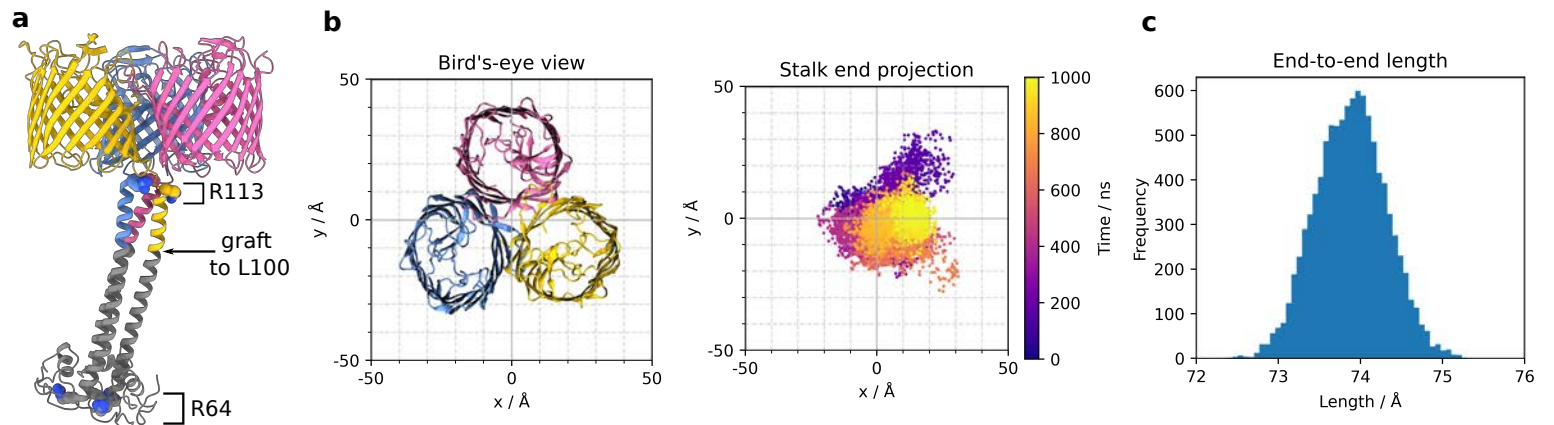 a
R113
graft
to L100
R64
b
Bird's-eye view
50
0
-50
y / Å
-50
0
50
x / Å
Stalk end projection
50
0
-50
y / Å
-50
0
50
x / Å
1000
800
600
400
200
0
Time / ns
c
End-to-end length
600
500
400
300
200
100
0
Frequency
72
73
74
75
76
Length / Å